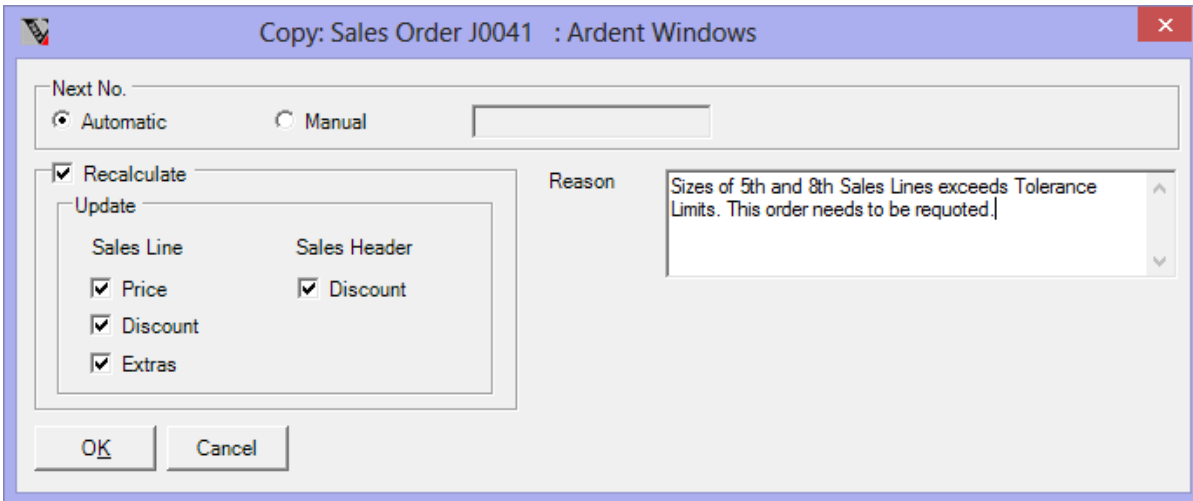 Copy: Sales Order J0041 : Ardent Windows
Next No.
Automatic
Manual
Recalculate
Reason
Sizes of 5th and 8th Sales Lines exceeds Tolerance
Limits. This order needs to be requoted.
Update
Sales Line
Sales Header
Price
Discount
Discount
Extras
OK
Cancel